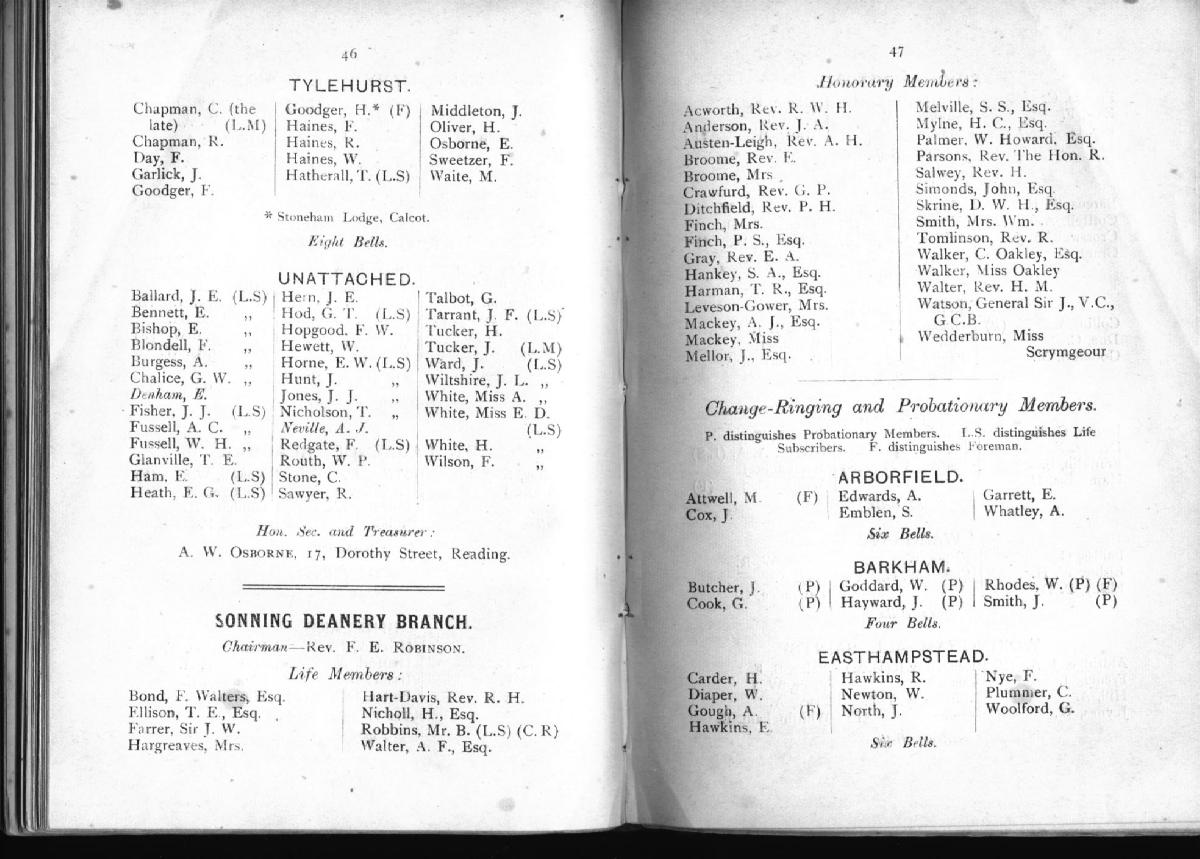 46
TYLEHURST.
Chapman, C. (the
late) (L.M)
Chapman, R.
Day, F.
Garlick, J.
Goodger, F.
Goodger, H.* (F)
Haines, F.
Haines, R.
Haines, W.
Hatherall, T. (L.S)
Middleton, J.
Oliver, H.
Osborne, E.
Sweetzer, F.
Waite, M.
* Stoneham Lodge, Calcot.
Eight Bells.
UNATTACHED.
Ballard, J. E. (L.S)
Bennett, E. „
Bishop, E. „
Blondell, F. „
Burgess, A. „
Chalice, G. W. „
Denham, E.
Fisher, J. J. (L.S)
Fussell, A. C. „
Fussell, W. H. „
Glanville, T. E.
Ham, E. (L.S)
Heath, E. G. (L.S)
Hern, J. E.
Hod, G. T. (L.S)
Hopgood. F. W.
Hewett, W.
Horne, E. W. (L.S)
Hunt, J. „
Jones, J. J. „
Nicholson, T. „
Neville, A. J.
Redgate, F. (L.S)
Routh, W. P.
Stone, C.
Sawyer, R.
Talbot, G.
Tarrant, J. F. (L.S)
Tucker, H.
Tucker, J. (L.M)
Ward, J. (L.S)
Wiltshire, J. L. „
White, Miss A. „
White, Miss E. D.
(L.S)
White, H. „
Wilson, F. „
Hon. Sec. and Treasurer:
A. W. OSBORNE, 17, Dorothy Street, Reading.
SONNING DEANERY BRANCH.
Chairman—REV. F. E. ROBINSON.
Life Members:
Bond, F. Walters, Esq.
Ellison, T. E., Esq.
Farrer, Sir J. W.
Hargreaves, Mrs.
Hart-Davis, Rev. R. H.
Nicholl, H., Esq.
Robbins, Mr. B. (L.S) (C.R)
Walter, A. F., Esq.
47
Honorary Members:
Acworth, Rev. R. W. H.
Anderson, Rev. J. A.
Austen-Leigh, Rev. A. H.
Broome, Rev. F.
Broome, Mrs.
Crawfurd, Rev. G. P.
Ditchfield, Rev. P. H.
Finch, Mrs.
Finch, P. S., Esq.
Gray, Rev. E. A.
Hankey, S. A., Esq.
Harman, T. R., Esq.
Leveson-Gower, Mrs.
Mackey, A. J., Esq.
Mackey, Miss
Mellor, J., Esq.
Melville, S. S., Esq.
Mylne, H. C., Esq.
Palmer, W. Howard, Esq.
Parsons, Rev. The Hon. R.
Salwey, Rev. H.
Simonds, John, Esq.
Skrine, D. W. H., Esq.
Smith, Mrs. Wm.
Tomlinson, Rev. R.
Walker, C. Oakley, Esq.
Walker, Miss Oakley
Walter, Rev. H. M.
Watson, General Sir J., V.C.,
G.C.B.
Wedderburn, Miss
Scrymgeour
Change-Ringing and Probationary Members.
P. distinguishes Probationary Members. L.S. distinguishes Life
Subscribers. F. distinguishes Foreman.
ARBORFIELD.
Attwell, M. (F)
Cox, J.
Edwards, A.
Emblen, S.
Garrett, E.
Whatley, A.
Six Bells.
BARKHAM.
Butcher, J. (P)
Cook, G. (P)
Goddard, W. (P)
Hayward, J. (P)
Rhodes, W. (P) (F)
Smith, J. (P)
Four Bells.
EASTHAMPSTEAD.
Carder, H.
Diaper, W.
Gough, A. (F)
Hawkins, E.
Hawkins, R.
Newton, W.
North, J.
Nye, F.
Plummer, C.
Woolford, G.
Six Bells.